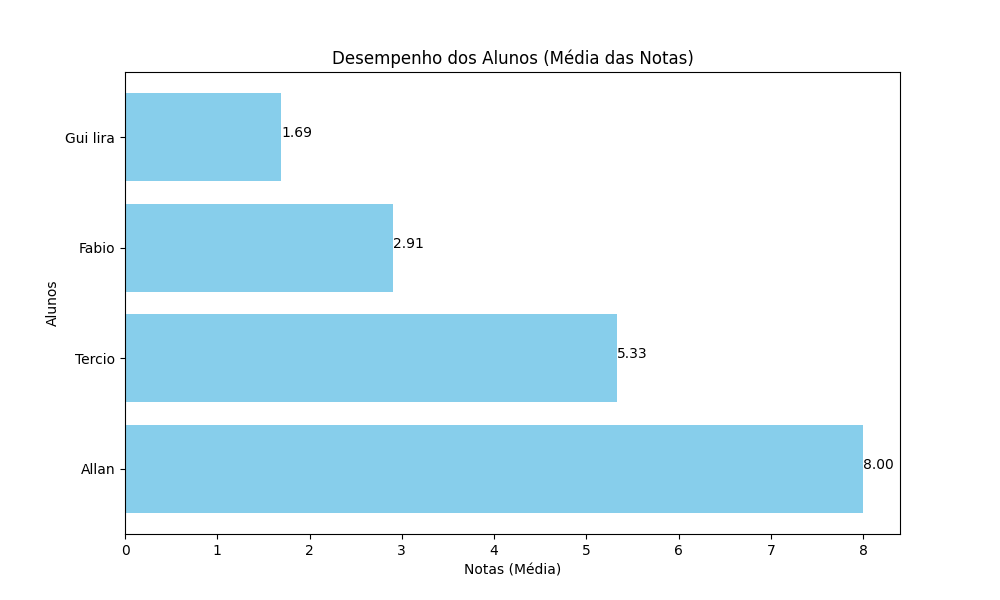 Desempenho dos Alunos (Média das Notas)
Gui lira
1.69
Fabio
2.91
Alunos
Tercio
5.33
Allan
8.00
0 1 2 3 4 5 6 7 8
Notas (Média)